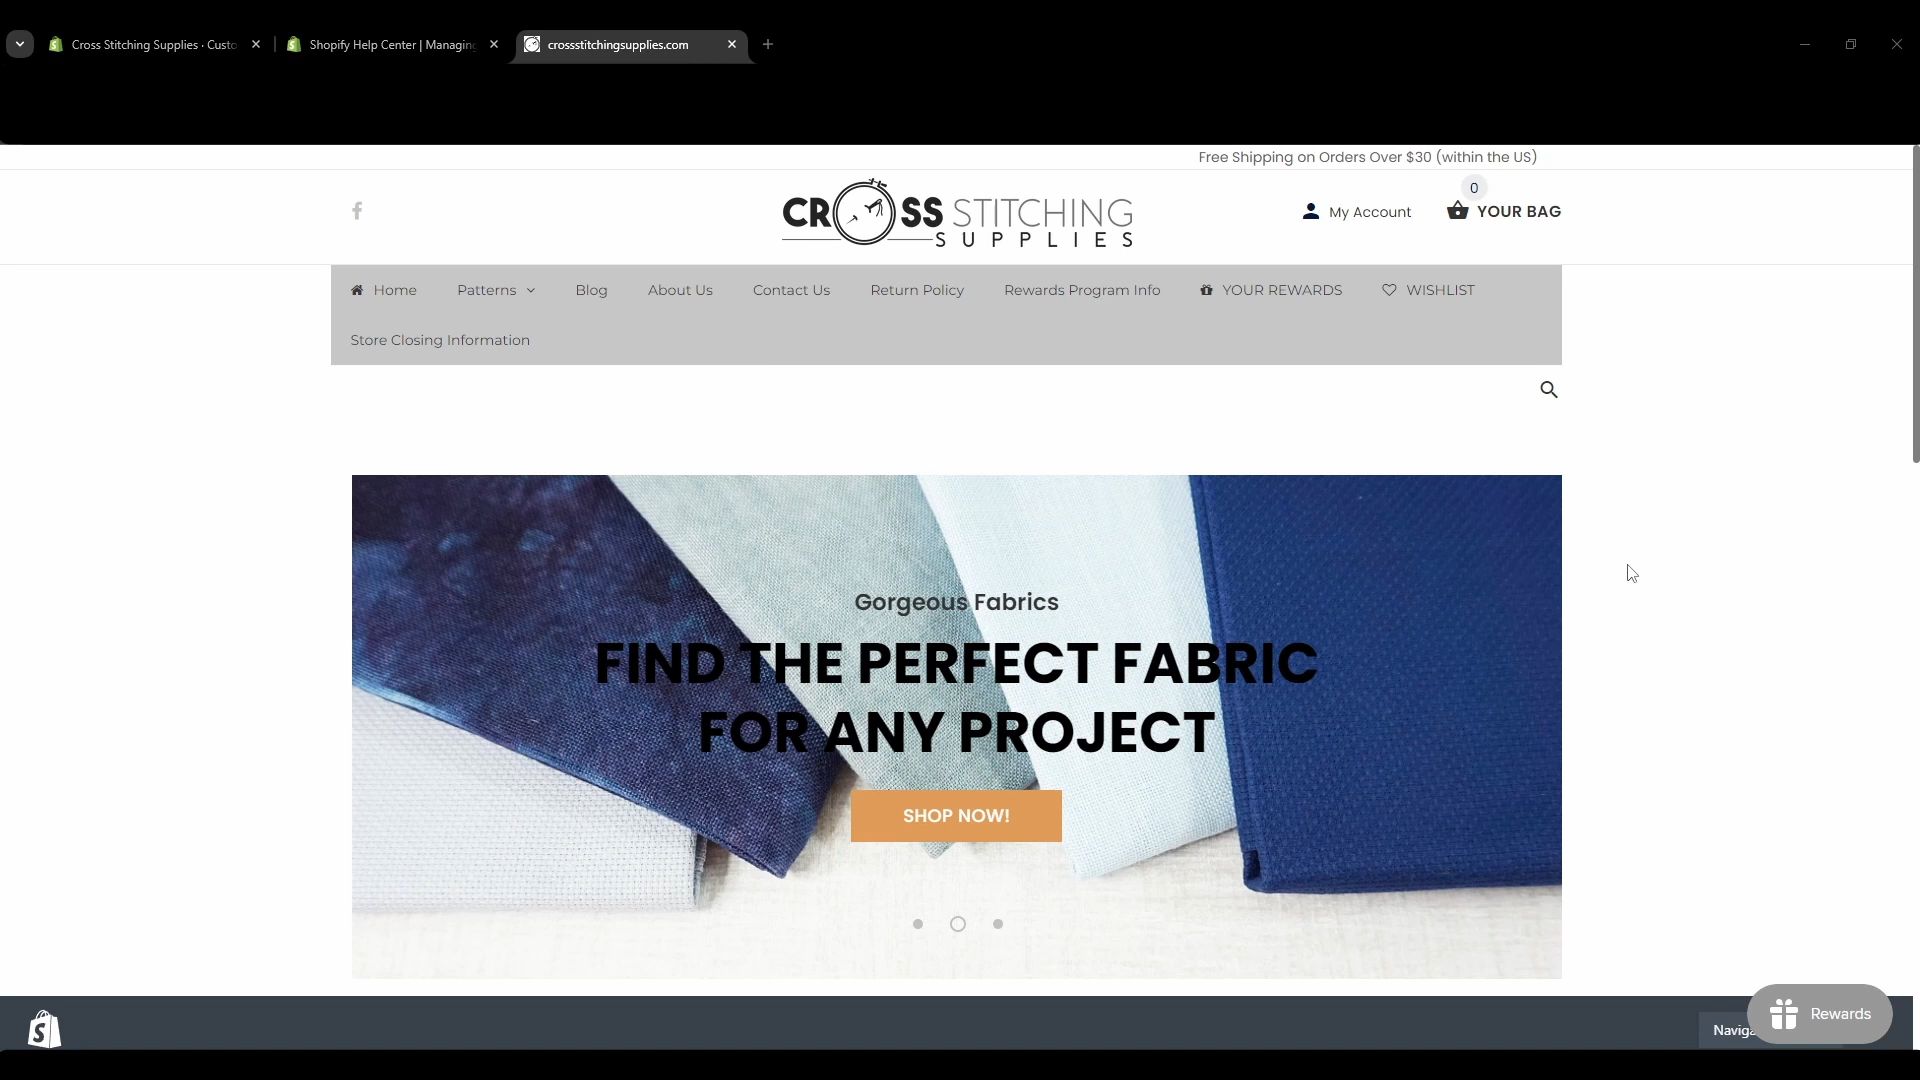 Cross Stitching Supplies · Custo
Shopify Help Center | Managing
crossstitchingsupplies.com
Free Shipping on Orders Over $30 (within the US)
CROSS STITCHING
SUPPLIES
My Account
0
YOUR BAG
Home
Patterns
Blog
About Us
Contact Us
Return Policy
Rewards Program Info
YOUR REWARDS
WISHLIST
Store Closing Information
Gorgeous Fabrics
FIND THE PERFECT FABRIC
FOR ANY PROJECT
SHOP NOW!
Naviga
Rewards